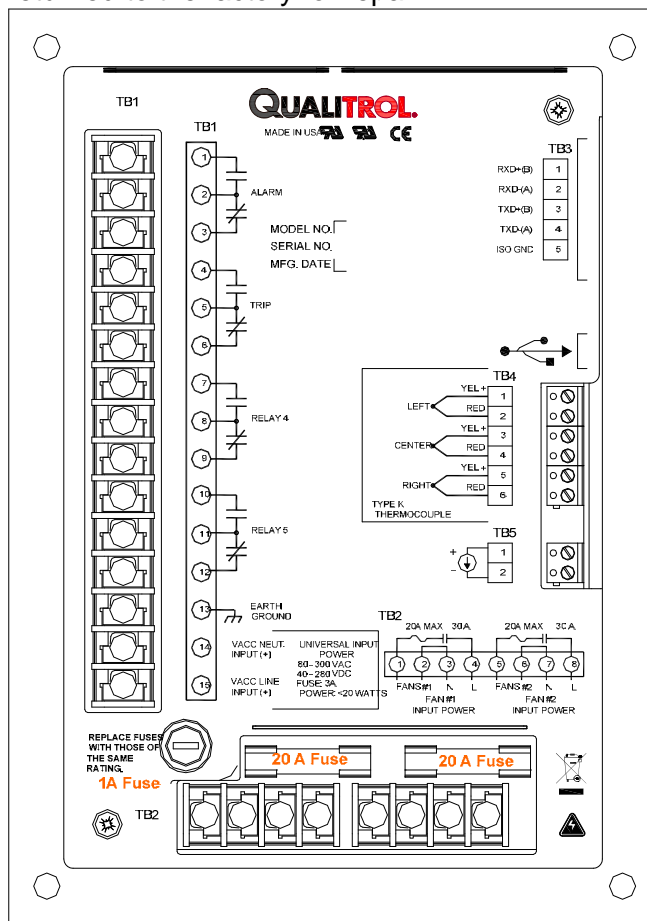 to the factory for
TB1
QUALITROL.
MADE IN USA
TB1
1
2
3
4
5
6
7
8
9
10
11
12
13
14
15
ALARM
TRIP
RELAY 4
RELAY 5
EARTH
GROUND
VACC NEUT.
INPUT (+)
VACC LINE
INPUT (+)
UNIVERSAL INPUT
POWER
80-300 VAC
40-280 VDC
FUSE: 3A
POWER: <20 WATTS
MODEL NO.
SERIAL NO.
MFG. DATE
TB3
RXD+(B) 1
RXD-(A) 2
TXD+(B) 3
TXD-(A) 4
ISO GND 5
TB4
LEFT
YEL + 1
RED 2
CENTER
YEL + 3
RED 4
RIGHT
YEL + 5
RED 6
TYPE K
THERMOCOUPLE
TB5
+ 1
- 2
TB2
20A MAX 30A 20A MAX 30A
1 2 3 4 5 6 7 8
FANS#1 N L FANS#2 N L
FAN #1 FAN #2
INPUT POWER INPUT POWER
REPLACE FUSES
WITH THOSE OF
THE SAME
RATING.
1A Fuse
20 A Fuse 20 A Fuse
TB2